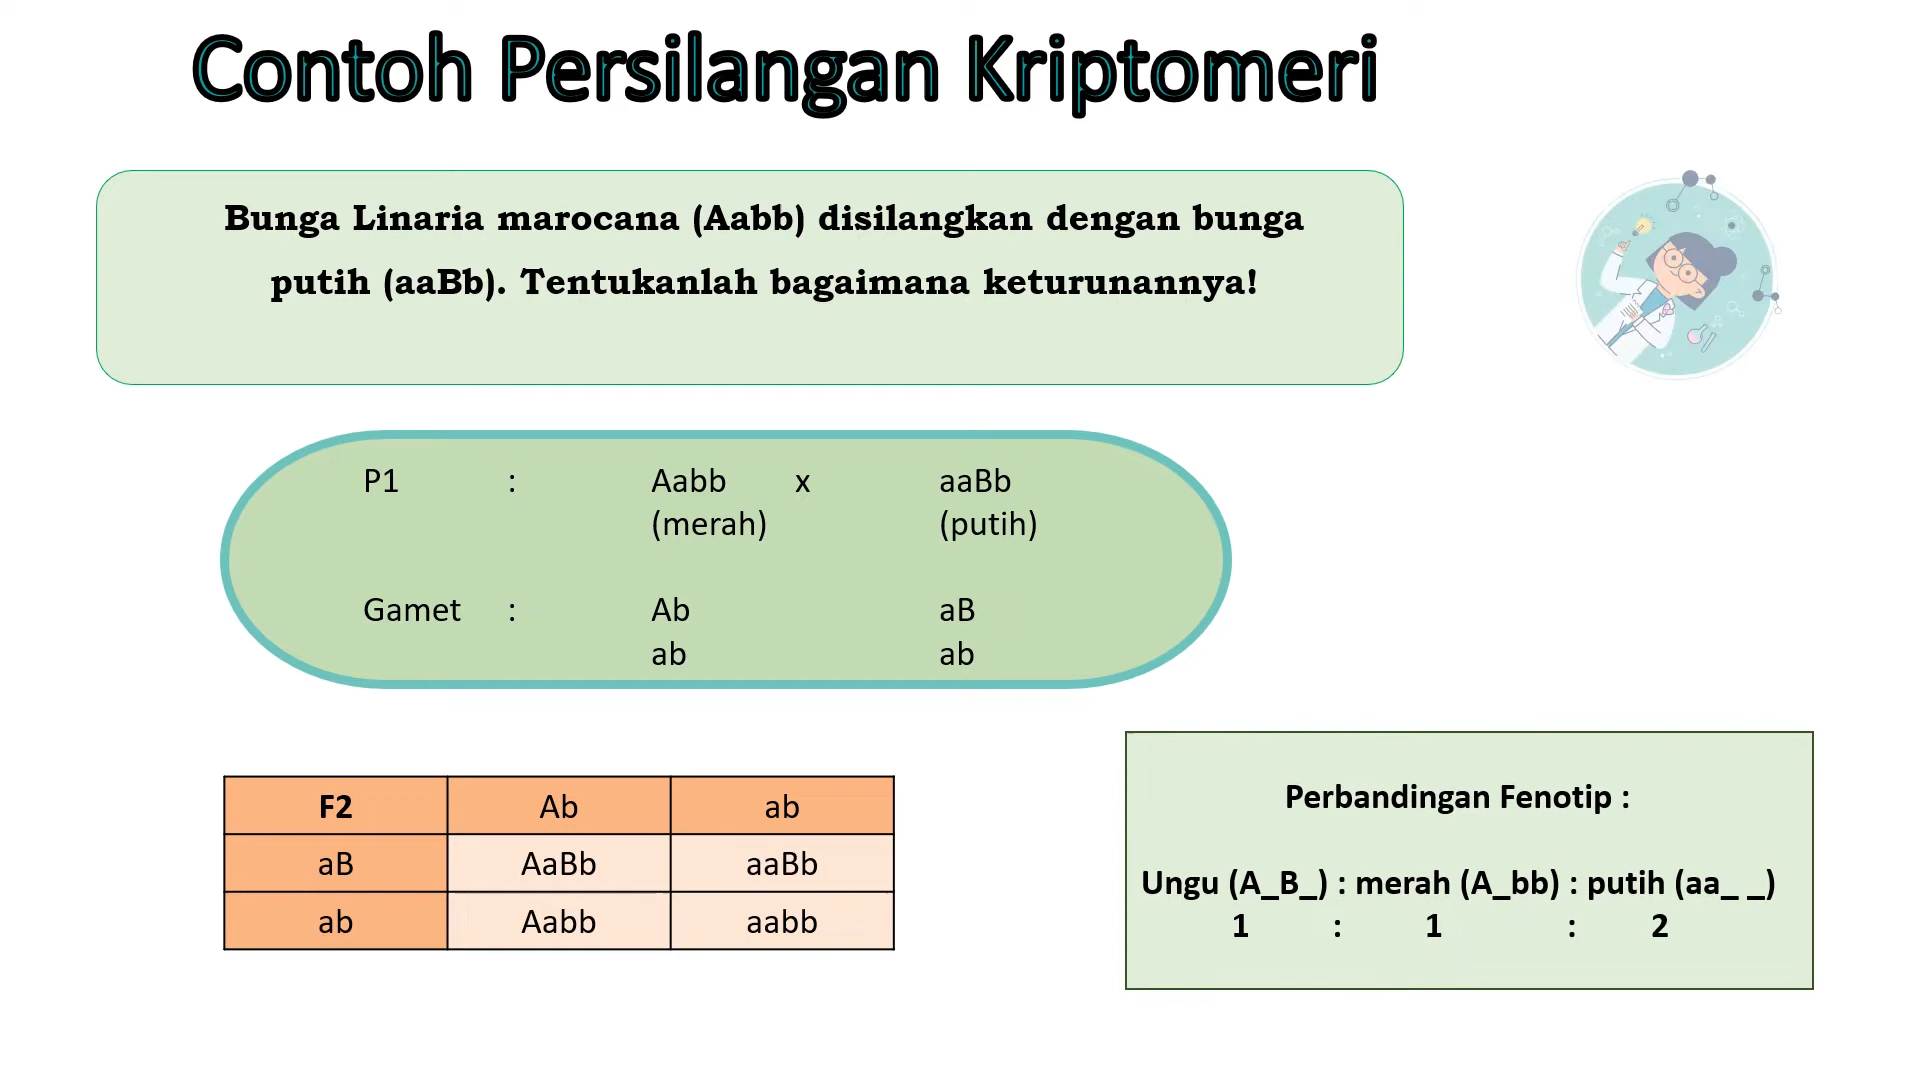 Contoh Persilangan Kriptomeri
Bunga Linaria marocana (Aabb) disilangkan dengan bunga
putih (aaBb). Tentukanlah bagaimana keturunannya!
P1 : Aabb x aaBb
(merah) (putih)
Gamet : Ab aB
ab ab
F2 Ab ab
aB AaBb aaBb
ab Aabb aabb
Perbandingan Fenotip :
Ungu (A_B_) : merah (A_bb) : putih (aa_ _)
1 : 1 : 2